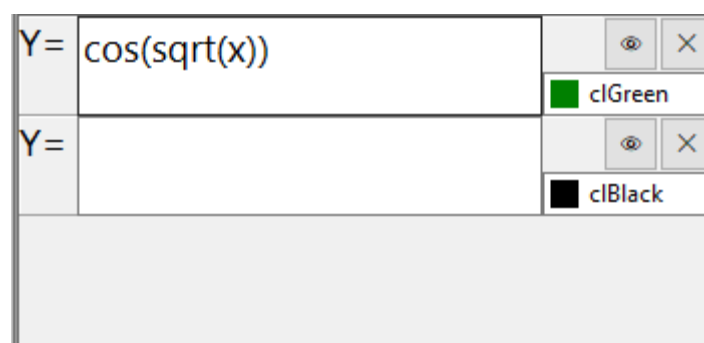 Y= cos(sqrt(x))
clGreen
Y=
clBlack